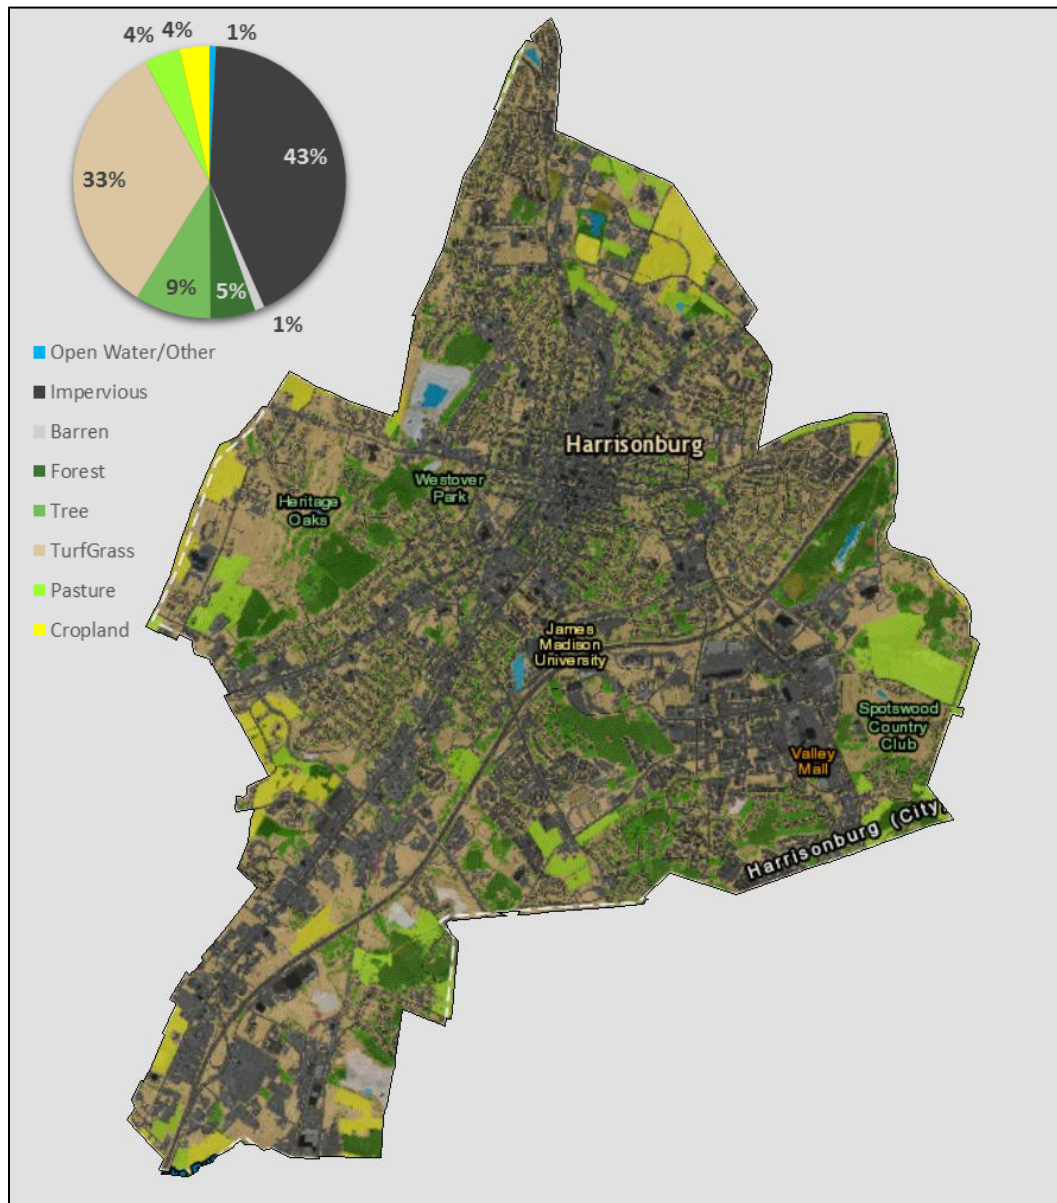 4%
4%
1%
43%
33%
9%
5%
1%
Open Water/Other
Impervious
Barren
Forest
Tree
TurfGrass
Pasture
Cropland
Harrisonburg
Westover
Park
Heritage
Oaks
James
Madison
University
Spotswood
Country
Club
Valley
Mall
Harrisonburg (City)